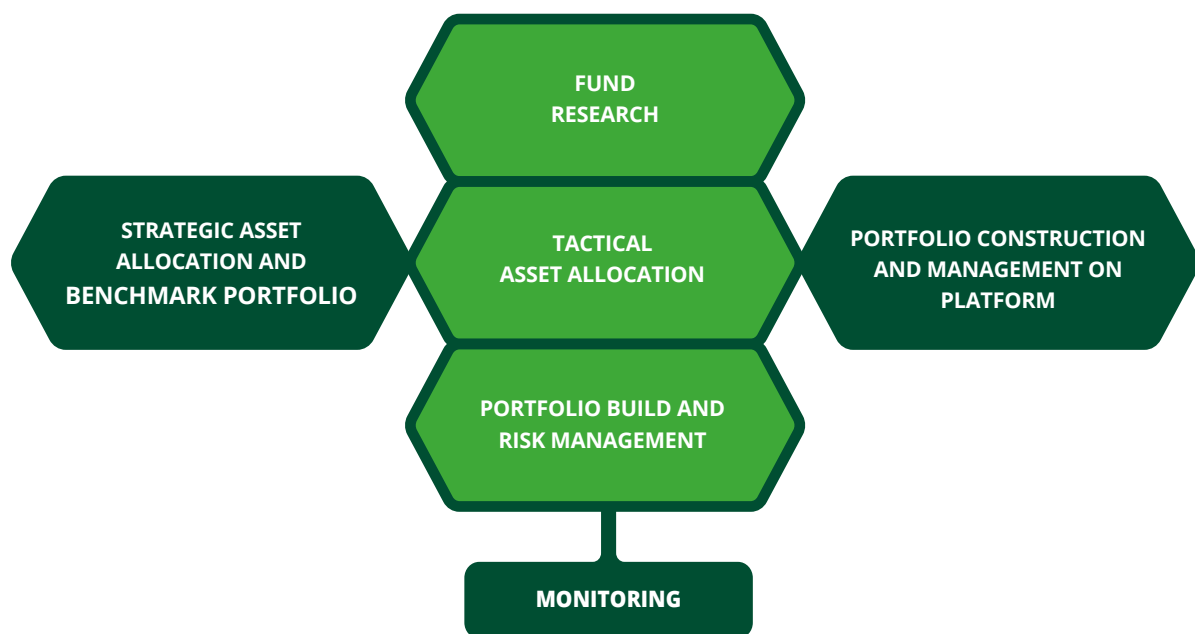 FUND
RESEARCH
STRATEGIC ASSET
ALLOCATION AND
BENCHMARK PORTFOLIO
TACTICAL
ASSET ALLOCATION
PORTFOLIO CONSTRUCTION
AND MANAGEMENT ON
PLATFORM
PORTFOLIO BUILD AND
RISK MANAGEMENT
MONITORING